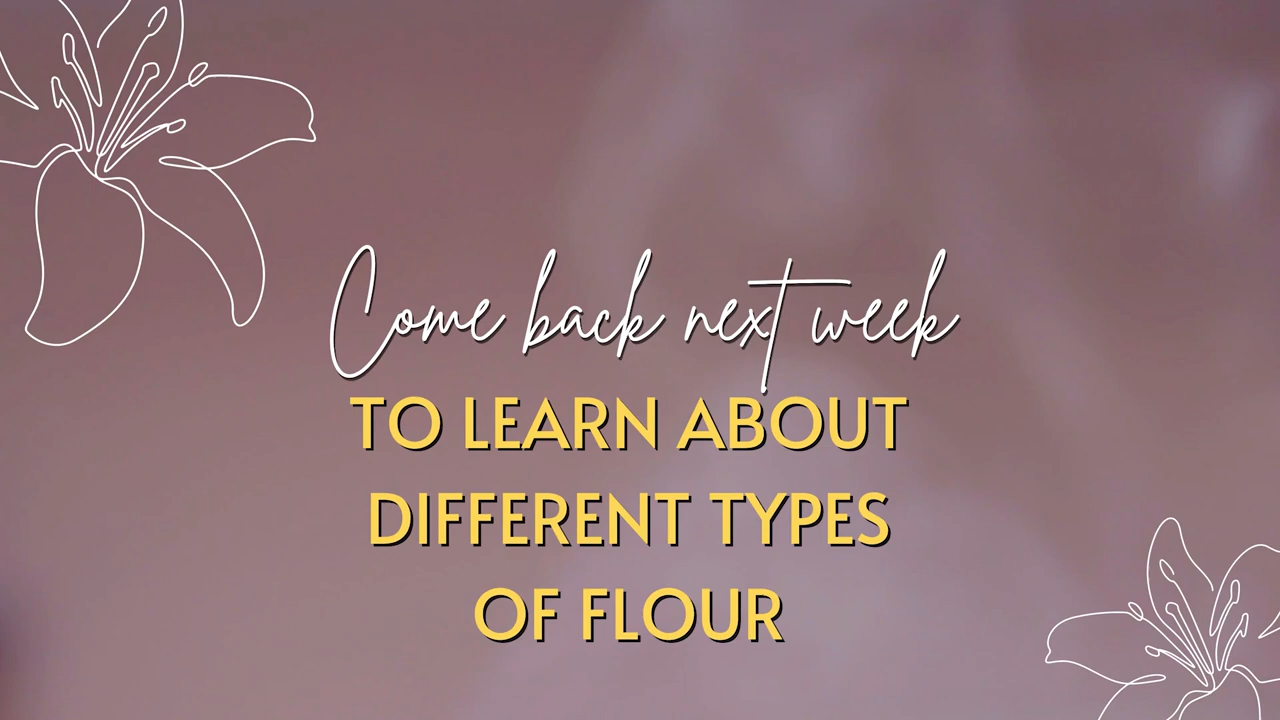 Come back next week
TO LEARN ABOUT
DIFFERENT TYPES
OF FLOUR